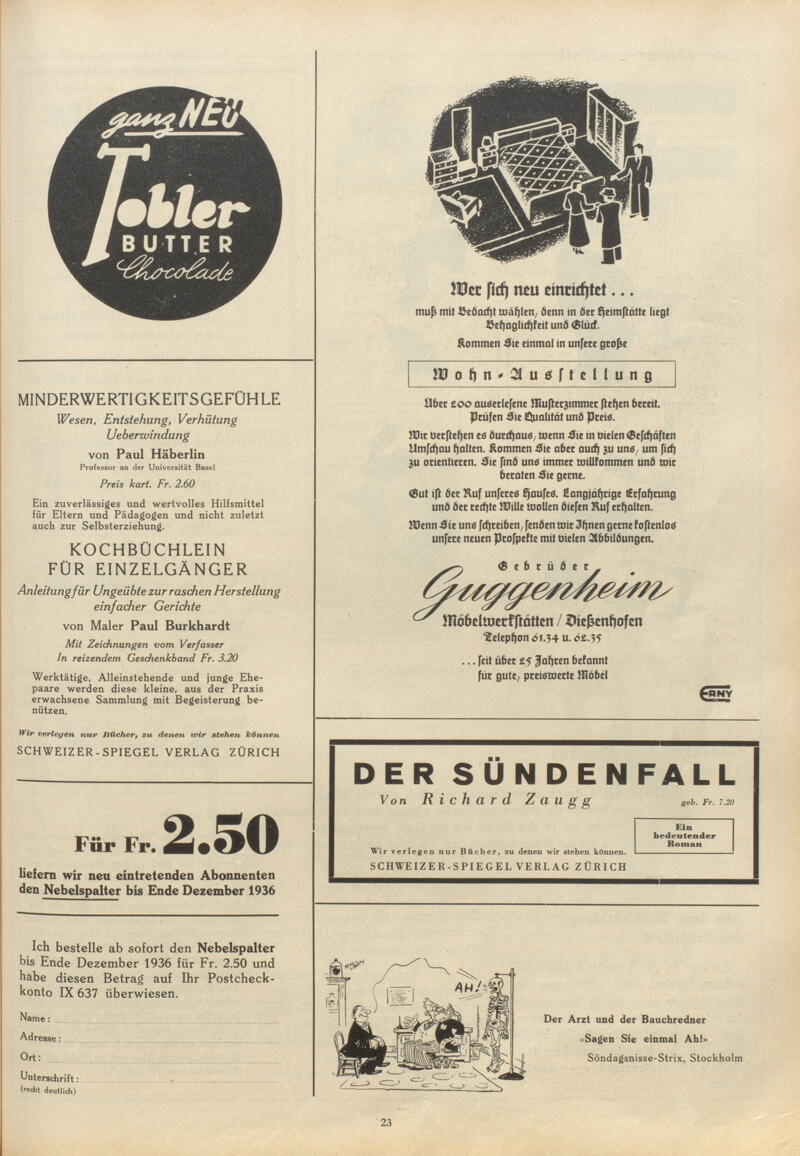 ganz NEÜ
Tobler
BUTTER
Chocolade
MINDERWERTIGKEITSGEFÜHLE
Wesen, Entstehung, Verhütung
Ueberwindung
von Paul Häberlin
Professor an der Universität Basel
Preis kart. Fr. 2.60
Ein zuverlässiges und wertvolles Hilfsmittel
für Eltern und Pädagogen und nicht zuletzt
auch zur Selbsterziehung.
KOCHBÜCHLEIN
FÜR EINZELGÄNGER
Anleitung für Ungeübte zur raschen Herstellung
einfacher Gerichte
von Maler Paul Burkhardt
Mit Zeichnungen vom Verfasser
In reizendem Geschenkband Fr. 3.20
Werktätige, Alleinstehende und junge Ehe-
paare werden diese kleine, aus der Praxis
erwachsene Sammlung mit Begeisterung be-
nützen.
Wir verlegen nur Bücher, zu denen wir stehen können
SCHWEIZER-SPIEGEL VERLAG ZÜRICH
Für Fr. 2.50
liefern wir neu eintretenden Abonnenten
den Nebelspalter bis Ende Dezember 1936
Ich bestelle ab sofort den Nebelspalter
bis Ende Dezember 1936 für Fr. 2.50 und
habe diesen Betrag auf Ihr Postcheck-
konto IX 637 überwiesen.
Name:
Adresse:
Ort:
Unterschrift:
(recht deutlich)
Wer sich neu einrichtet...
muß mit Bedacht wählen, denn in der Heimstätte liegt
Behaglichkeit und Glück.
Kommen Sie einmal in unsere große
Wohn-Ausstellung
Über 200 auserlesene Musterzimmer stehen bereit.
Prüfen Sie Qualität und Preis.
Wir verstehen es durchaus, wenn Sie in vielen Geschäften
Umschau halten. Kommen Sie aber auch zu uns, um sich
zu orientieren. Sie sind uns immer willkommen und wir
beraten Sie gerne.
Gut ist der Ruf unseres Hauses. Langjährige Erfahrung
und der rechte Wille wollen diesen Ruf erhalten.
Wenn Sie uns schreiben, senden wir Ihnen gerne kostenlos
unsere neuen Prospekte mit vielen Abbildungen.
Gebrüder
Guggenheim
Möbelwerkstätten / Dießenhofen
Telephon 61.34 u. 62.35
...seit über 25 Jahren bekannt
für gute, preiswerte Möbel
ERNY
DER SÜNDENFALL
Von Richard Zaugg
geb. Fr. 7.20
Ein
bedeutender
Roman
Wir verlegen nur Bücher, zu denen wir stehen können.
SCHWEIZER-SPIEGEL VERLAG ZÜRICH
AH!
Der Arzt und der Bauchredner
«Sagen Sie einmal Ah!»
Söndagsnisse-Strix, Stockholm
23